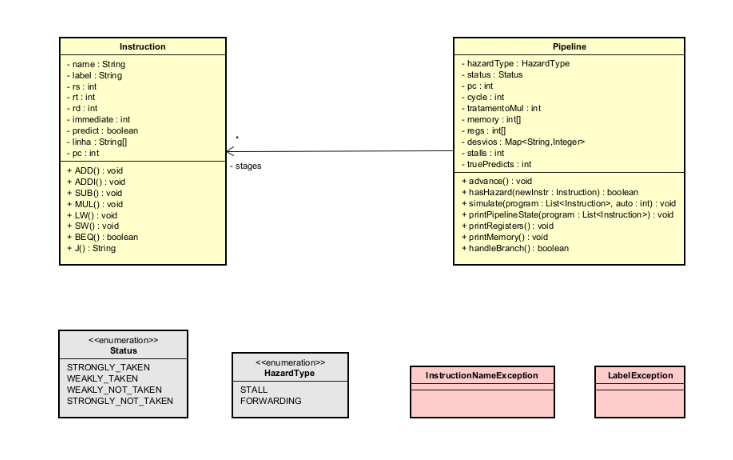 Instruction
- name : String
- label : String
- rs : int
- rt : int
- rd : int
- immediate : int
- predict : boolean
- linha : String[]
- pc : int
+ ADD() : void
+ ADDI() : void
+ SUB() : void
+ MUL() : void
+ LW() : void
+ SW() : void
+ BEQ() : boolean
+ J() : String
*
- stages
Pipeline
- hazardType : HazardType
- status : Status
- pc : int
- cycle : int
- tratamentoMul : int
- memory : int[]
- regs : int[]
- desvios : Map<String,Integer>
- stalls : int
- truePredicts : int
+ advance() : void
+ hasHazard(newInstr : Instruction) : boolean
+ simulate(program : List<Instruction>, auto : int) : void
+ printPipelineState(program : List<Instruction>) : void
+ printRegisters() : void
+ printMemory() : void
+ handleBranch() : boolean
<<enumeration>>
Status
STRONGLY_TAKEN
WEAKLY_TAKEN
WEAKLY_NOT_TAKEN
STRONGLY_NOT_TAKEN
<<enumeration>>
HazardType
STALL
FORWARDING
InstructionNameException
LabelException